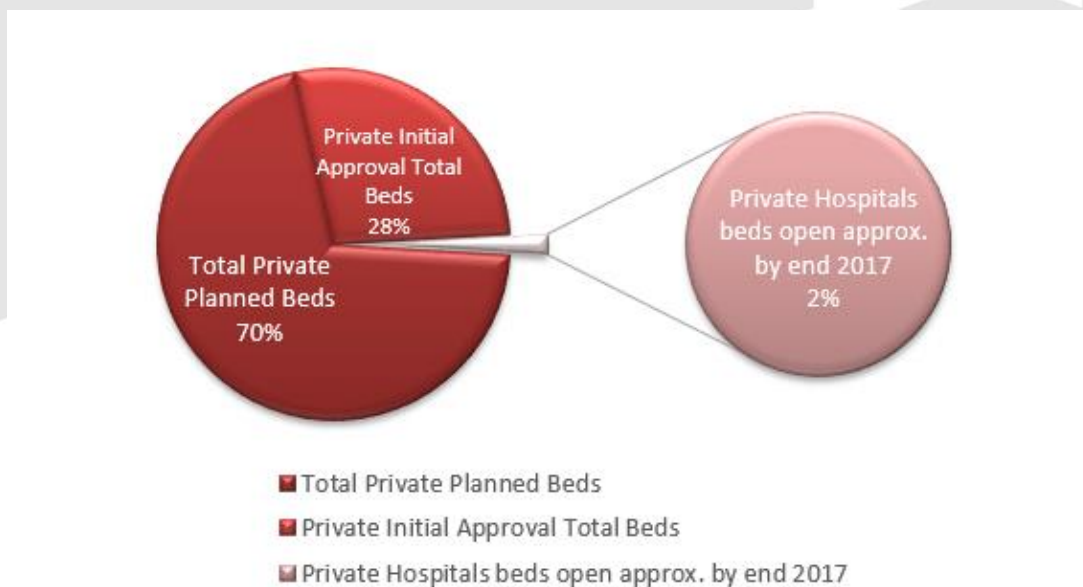 Private Initial
Approval Total
Beds
28%
Total Private
Planned Beds
70%
Private Hospitals
beds open approx.
by end 2017
2%
Total Private Planned Beds
Private Initial Approval Total Beds
Private Hospitals beds open approx. by end 2017